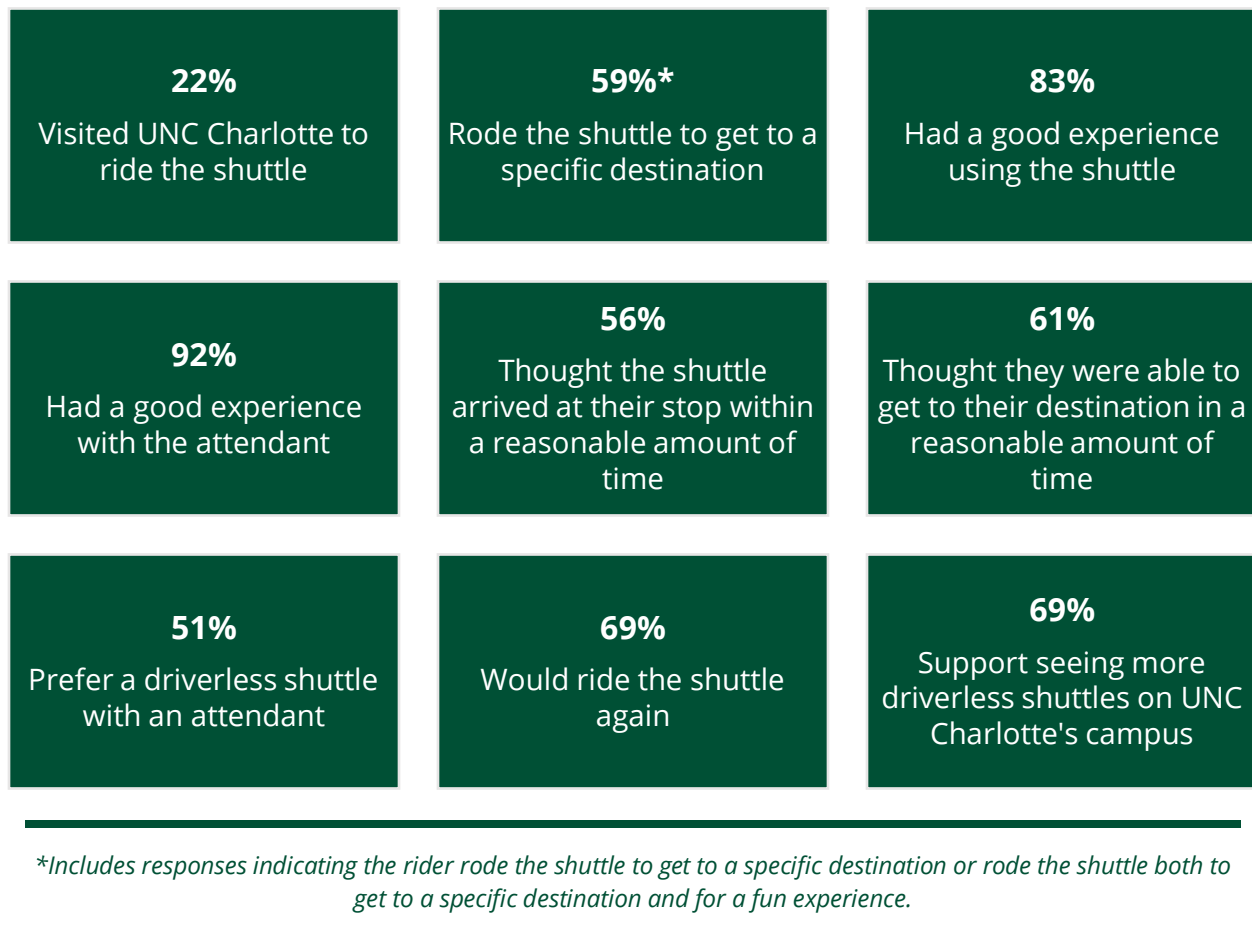 22%
Visited UNC Charlotte to
ride the shuttle
59%*
Rode the shuttle to get to a
specific destination
83%
Had a good experience
using the shuttle
92%
Had a good experience
with the attendant
56%
Thought the shuttle
arrived at their stop within
a reasonable amount of
time
61%
Thought they were able to
get to their destination in a
reasonable amount of
time
51%
Prefer a driverless shuttle
with an attendant
69%
Would ride the shuttle
again
69%
Support seeing more
driverless shuttles on UNC
Charlotte's campus
*Includes responses indicating the rider rode the shuttle to get to a specific destination or rode the shuttle both to
get to a specific destination and for a fun experience.